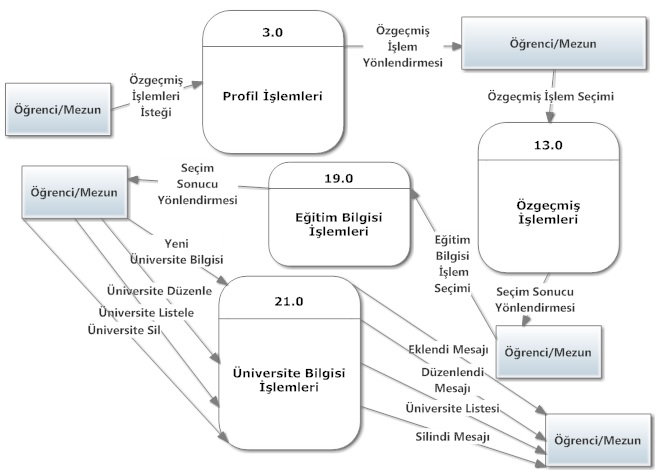 3.0
Profil İşlemleri
Özgeçmiş
İşlem
Yönlendirmesi
Öğrenci/Mezun
Özgeçmiş
İşlemleri
İsteği
Öğrenci/Mezun
Özgeçmiş İşlem Seçimi
13.0
Özgeçmiş
İşlemleri
Seçim
Sonucu
Yönlendirmesi
19.0
Eğitim Bilgisi
İşlemleri
Öğrenci/Mezun
Eğitim
Bilgisi
İşlem
Seçimi
Yeni
Üniversite Bilgisi
Seçim Sonucu
Yönlendirmesi
Üniversite Düzenle
21.0
Üniversite Listele
Üniversite Sil
Eklendi Mesajı
Öğrenci/Mezun
Üniversite Bilgisi
İşlemleri
Düzenlendi
Mesajı
Üniversite Listesi
Silindi Mesajı
Öğrenci/Mezun